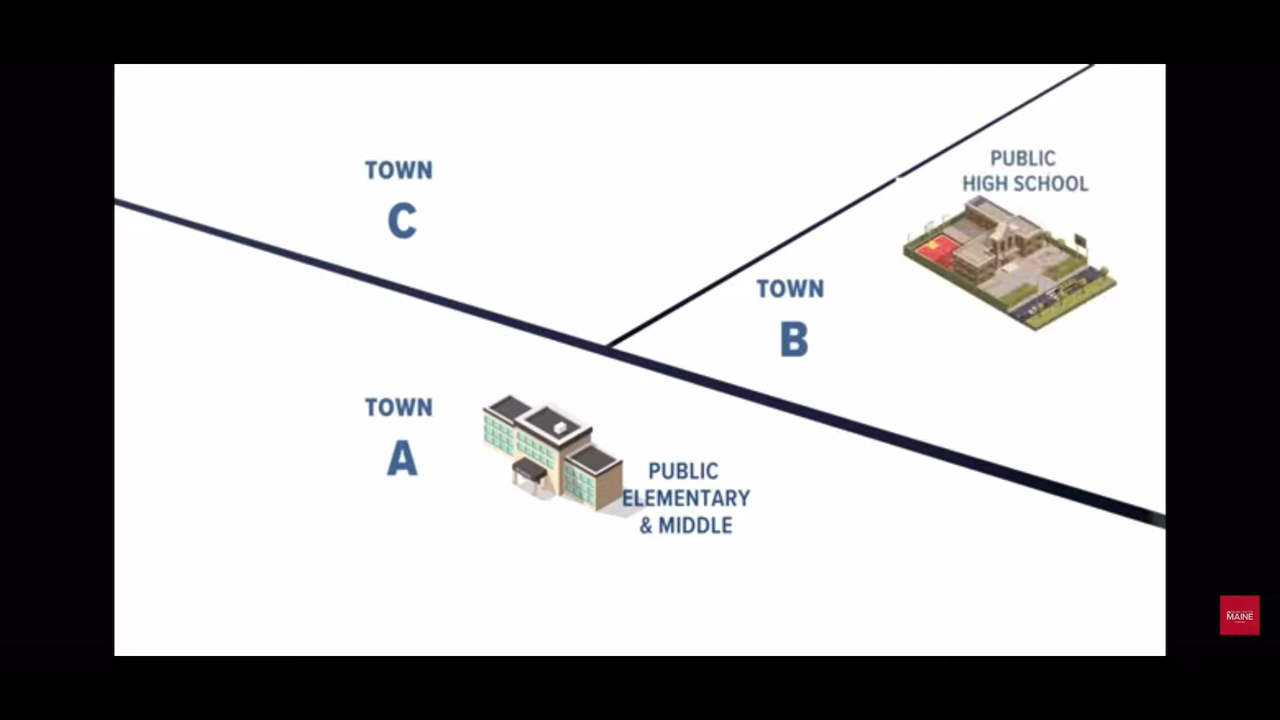 TOWN
C
PUBLIC
HIGH SCHOOL
TOWN
B
TOWN
A
PUBLIC
ELEMENTARY
& MIDDLE
MAINE